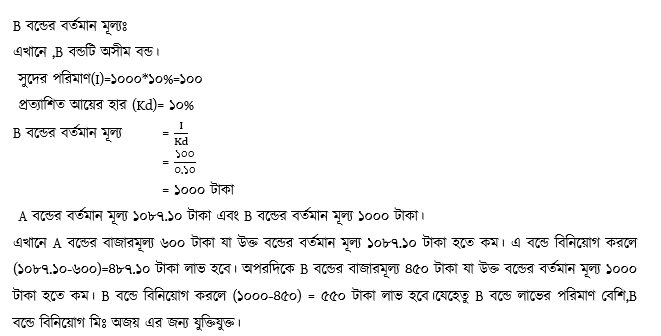 B বন্ডের বর্তমান মূল্যঃ
এখানে ,B বন্ডটি অসীম বন্ড।
সুদের পরিমাণ(I)=১০০০*১০%=১০০
প্রত্যাশিত আয়ের হার (Kd)= ১০%
B বন্ডের বর্তমান মূল্য = I/Kd
= ১০০/০.১০
= ১০০০ টাকা
A বন্ডের বর্তমান মূল্য ১০৮৭.১০ টাকা এবং B বন্ডের বর্তমান মূল্য ১০০০ টাকা।
এখানে A বন্ডের বাজারমূল্য ৬০০ টাকা যা উক্ত বন্ডের বর্তমান মূল্য ১০৮৭.১০ টাকা হতে কম। এ বন্ডে বিনিয়োগ করলে
(১০৮৭.১০-৬০০)=৪৮৭.১০ টাকা লাভ হবে। অপরদিকে B বন্ডের বাজারমূল্য ৪৫০ টাকা যা উক্ত বন্ডের বর্তমান মূল্য ১০০০
টাকা হতে কম। B বন্ডে বিনিয়োগ করলে (১০০০-৪৫০) = ৫৫০ টাকা লাভ হবে।যেহেতু B বন্ডে লাভের পরিমাণ বেশি,B
বন্ডে বিনিয়োগ মিঃ অজয় এর জন্য যুক্তিযুক্ত।